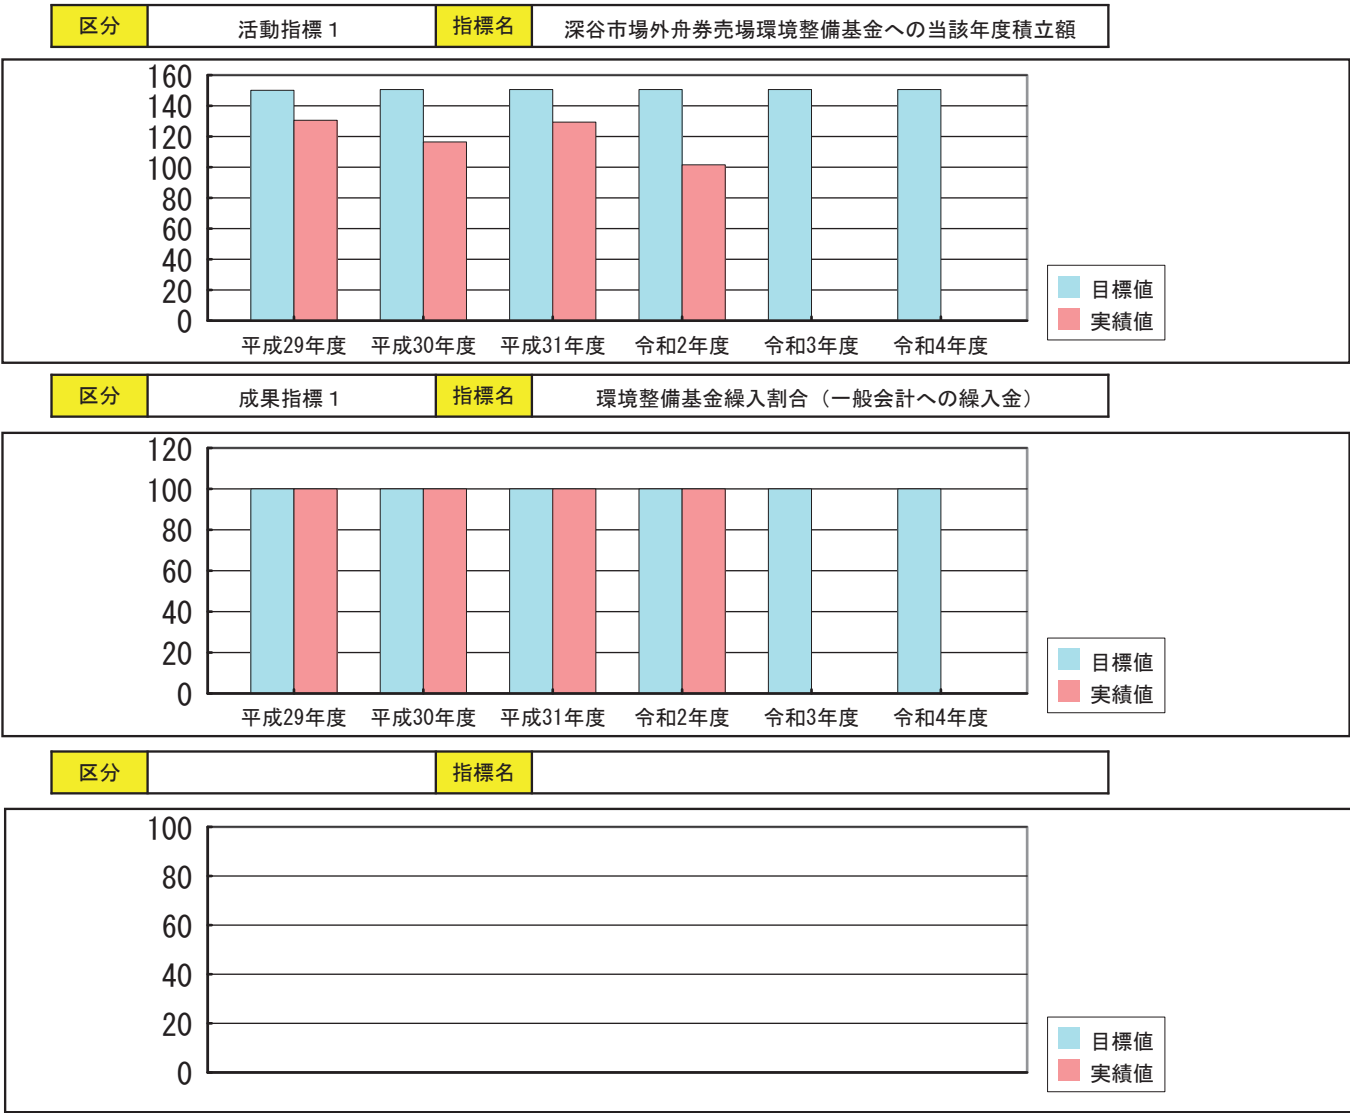 区分 活動指標１ 指標名 深谷市場外舟券売場環境整備基金への当該年度積立額
160
140
120
100
80
60
40
20
0
平成29年度 平成30年度 平成31年度 令和2年度 令和3年度 令和4年度
目標値
実績値
区分 成果指標１ 指標名 環境整備基金繰入割合（一般会計への繰入金）
120
100
80
60
40
20
0
平成29年度 平成30年度 平成31年度 令和2年度 令和3年度 令和4年度
目標値
実績値
区分 指標名
100
80
60
40
20
0
目標値
実績値